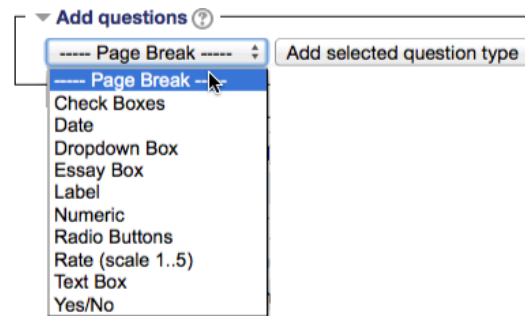 Add questions ?
----- Page Break ----- Add selected question type
----- Page Break -----
Check Boxes
Date
Dropdown Box
Essay Box
Label
Numeric
Radio Buttons
Rate (scale 1..5)
Text Box
Yes/No